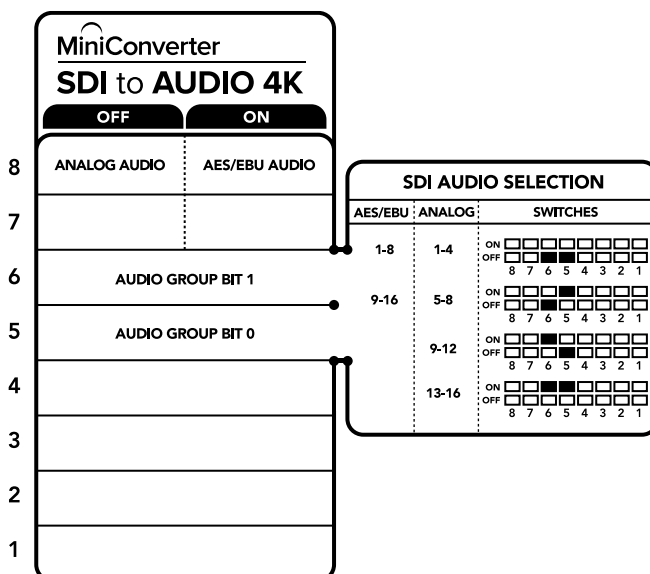 MiniConverter
SDI to AUDIO 4K
OFF ON
8 ANALOG AUDIO AES/EBU AUDIO
7
6 AUDIO GROUP BIT 1
5 AUDIO GROUP BIT 0
4
3
2
1
SDI AUDIO SELECTION
AES/EBU ANALOG SWITCHES
1-8 1-4 ON
OFF
8 7 6 5 4 3 2 1
9-16 5-8 ON
OFF
8 7 6 5 4 3 2 1
9-12 ON
OFF
8 7 6 5 4 3 2 1
13-16 ON
OFF
8 7 6 5 4 3 2 1